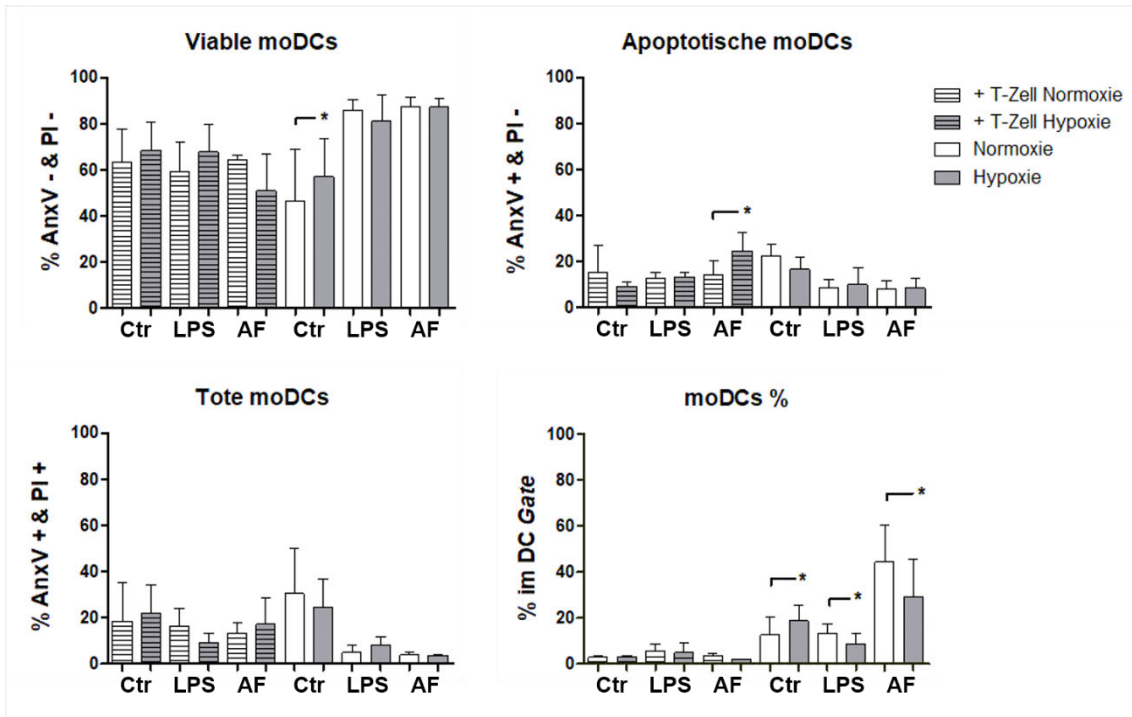 Viable moDCs
% AnxV - & PI -
100
80
60
40
20
0
Ctr LPS AF Ctr LPS AF
*
Apoptotische moDCs
% AnxV + & PI -
100
80
60
40
20
0
Ctr LPS AF Ctr LPS AF
*
+ T-Zell Normoxie
+ T-Zell Hypoxie
Normoxie
Hypoxie
Tote moDCs
% AnxV + & PI +
100
80
60
40
20
0
Ctr LPS AF Ctr LPS AF
moDCs %
% im DC Gate
100
80
60
40
20
0
Ctr LPS AF Ctr LPS AF
*
*
*